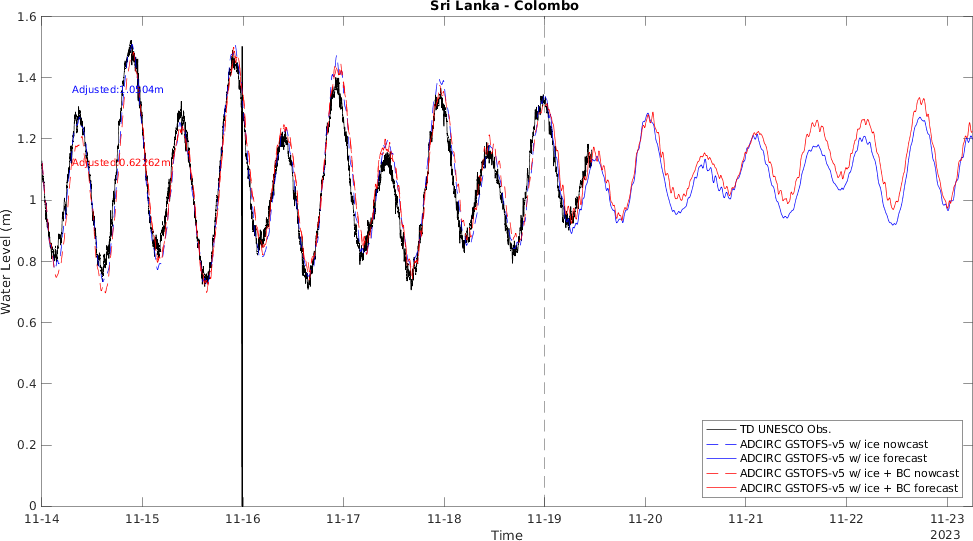 Sri Lanka - Colombo
1.6
1.4
1.2
1
0.8
0.6
0.4
0.2
0
Water Level (m)
Adjusted:1.0504m
Adjusted:0.62262m
TD UNESCO Obs.
ADCIRC GSTOFS-v5 w/ ice nowcast
ADCIRC GSTOFS-v5 w/ ice forecast
ADCIRC GSTOFS-v5 w/ ice + BC nowcast
ADCIRC GSTOFS-v5 w/ ice + BC forecast
11-14 11-15 11-16 11-17 11-18 11-19 11-20 11-21 11-22 11-23
Time
2023